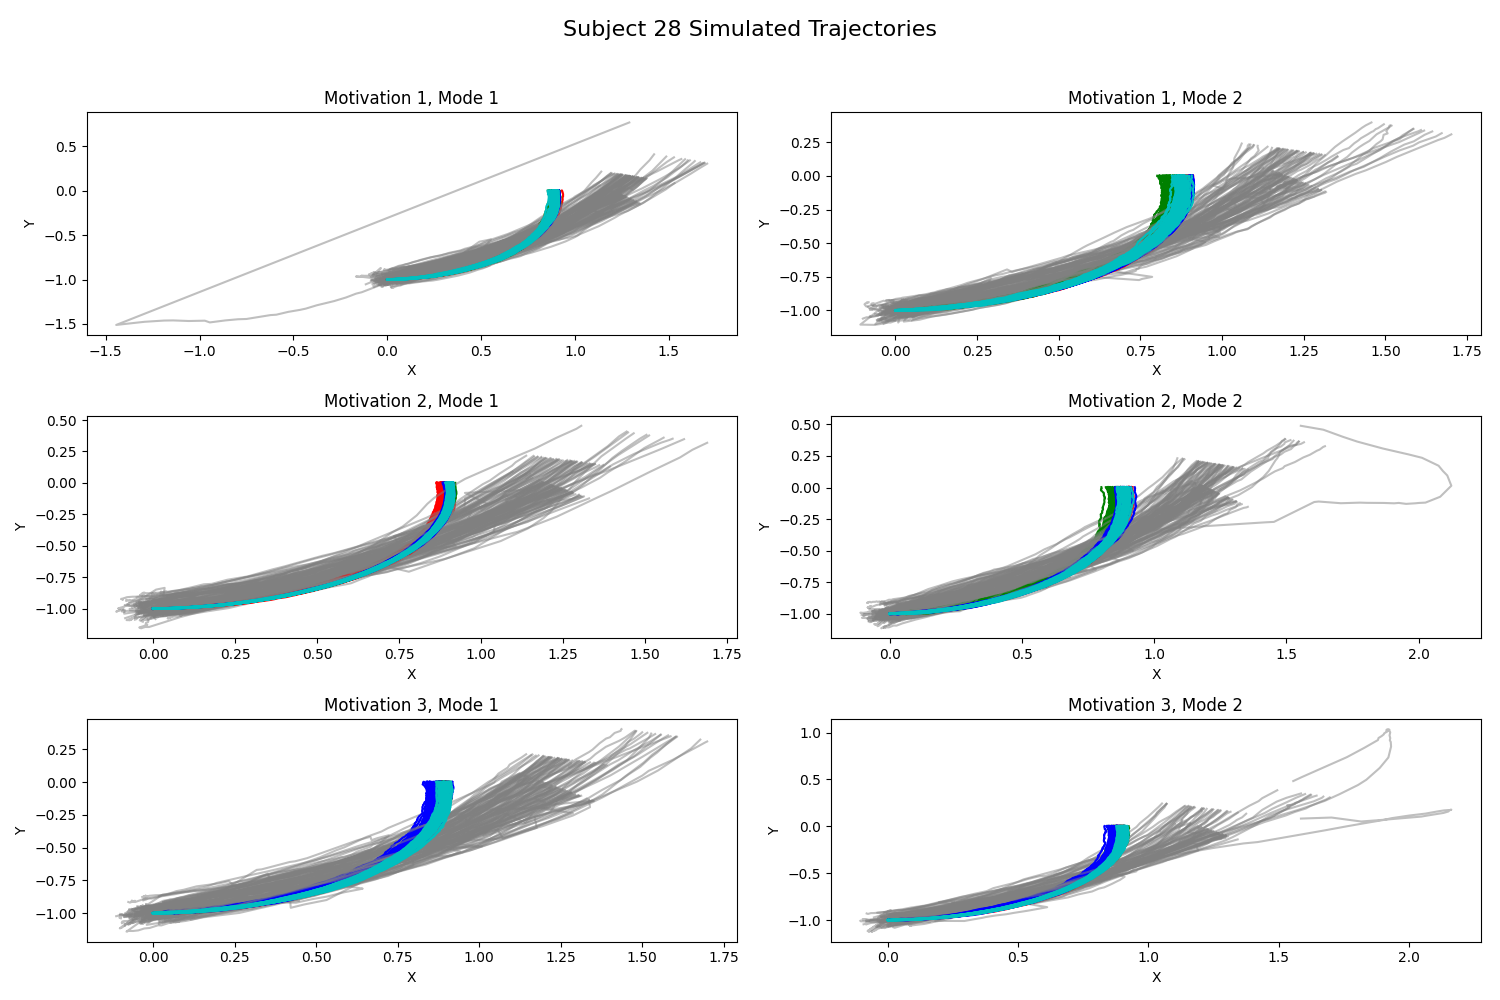 Subject 28 Simulated Trajectories
Motivation 1, Mode 1
Y
0.5
0.0
−0.5
−1.0
−1.5
−1.5 −1.0 −0.5 0.0 0.5 1.0 1.5
X
Motivation 1, Mode 2
Y
0.25
0.00
−0.25
−0.50
−0.75
−1.00
0.00 0.25 0.50 0.75 1.00 1.25 1.50 1.75
X
Motivation 2, Mode 1
Y
0.50
0.25
0.00
−0.25
−0.50
−0.75
−1.00
0.00 0.25 0.50 0.75 1.00 1.25 1.50 1.75
X
Motivation 2, Mode 2
Y
0.50
0.25
0.00
−0.25
−0.50
−0.75
−1.00
0.0 0.5 1.0 1.5 2.0
X
Motivation 3, Mode 1
Y
0.25
0.00
−0.25
−0.50
−0.75
−1.00
0.00 0.25 0.50 0.75 1.00 1.25 1.50 1.75
X
Motivation 3, Mode 2
Y
1.0
0.5
0.0
−0.5
−1.0
0.0 0.5 1.0 1.5 2.0
X